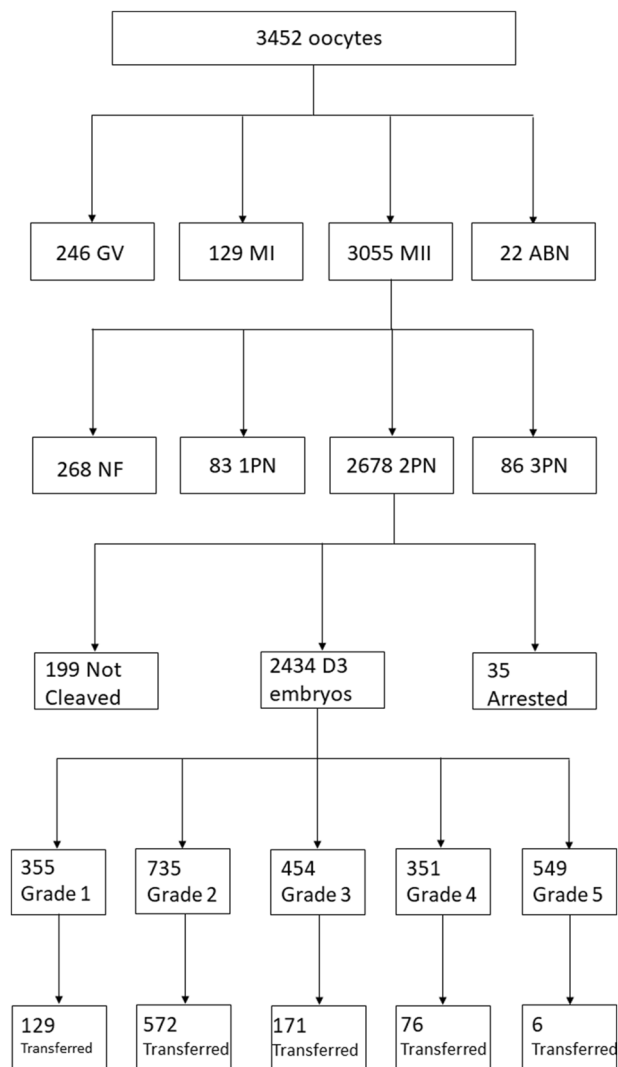 3452 oocytes
246 GV
129 MI
3055 MII
22 ABN
268 NF
83 1PN
2678 2PN
86 3PN
199 Not
Cleaved
2434 D3
embryos
35
Arrested
355
Grade 1
735
Grade 2
454
Grade 3
351
Grade 4
549
Grade 5
129
Transferred
572
Transferred
171
Transferred
76
Transferred
6
Transferred